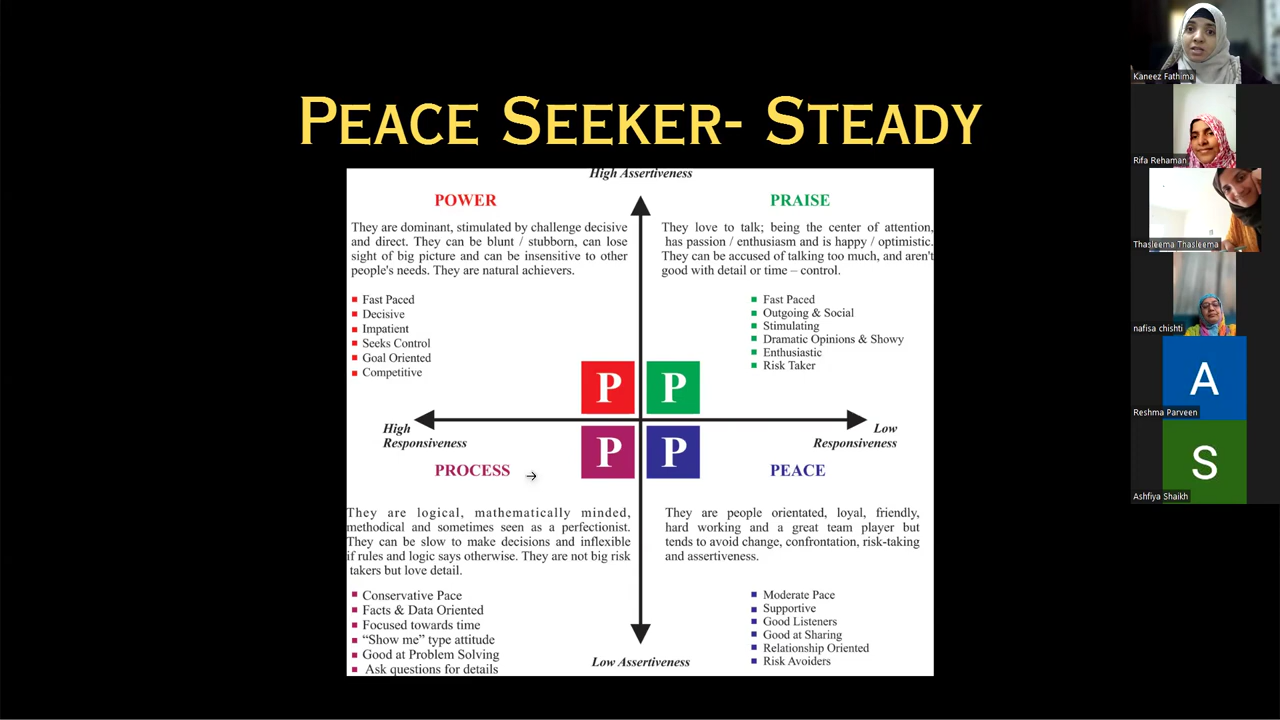 PEACE SEEKER- STEADY
High Assertiveness
POWER
They are dominant, stimulated by challenge decisive
and direct. They can be blunt / stubborn, can lose
sight of big picture and can be insensitive to other
people's needs. They are natural achievers.
Fast Paced
Decisive
Impatient
Seeks Control
Goal Oriented
Competitive
PRAISE
They love to talk; being the center of attention,
has passion / enthusiasm and is happy / optimistic.
They can be accused of talking too much, and aren't
good with detail or time – control.
Fast Paced
Outgoing & Social
Stimulating
Dramatic Opinions & Showy
Enthusiastic
Risk Taker
P
P
High
Responsiveness
Low
Responsiveness
P
P
PROCESS
They are logical, mathematically minded,
methodical and sometimes seen as a perfectionist.
They can be slow to make decisions and inflexible
if rules and logic says otherwise. They are not big risk
takers but love detail.
Conservative Pace
Facts & Data Oriented
Focused towards time
“Show me” type attitude
Good at Problem Solving
Ask questions for details
PEACE
They are people orientated, loyal, friendly,
hard working and a great team player but
tends to avoid change, confrontation, risk-taking
and assertiveness.
Moderate Pace
Supportive
Good Listeners
Good at Sharing
Relationship Oriented
Risk Avoiders
Low Assertiveness
Kaneez Fathima
Rifa Rehaman
Thasleema Thasleema
nafisa chishti
A
Reshma Parveen
S
Ashfiya Shaikh